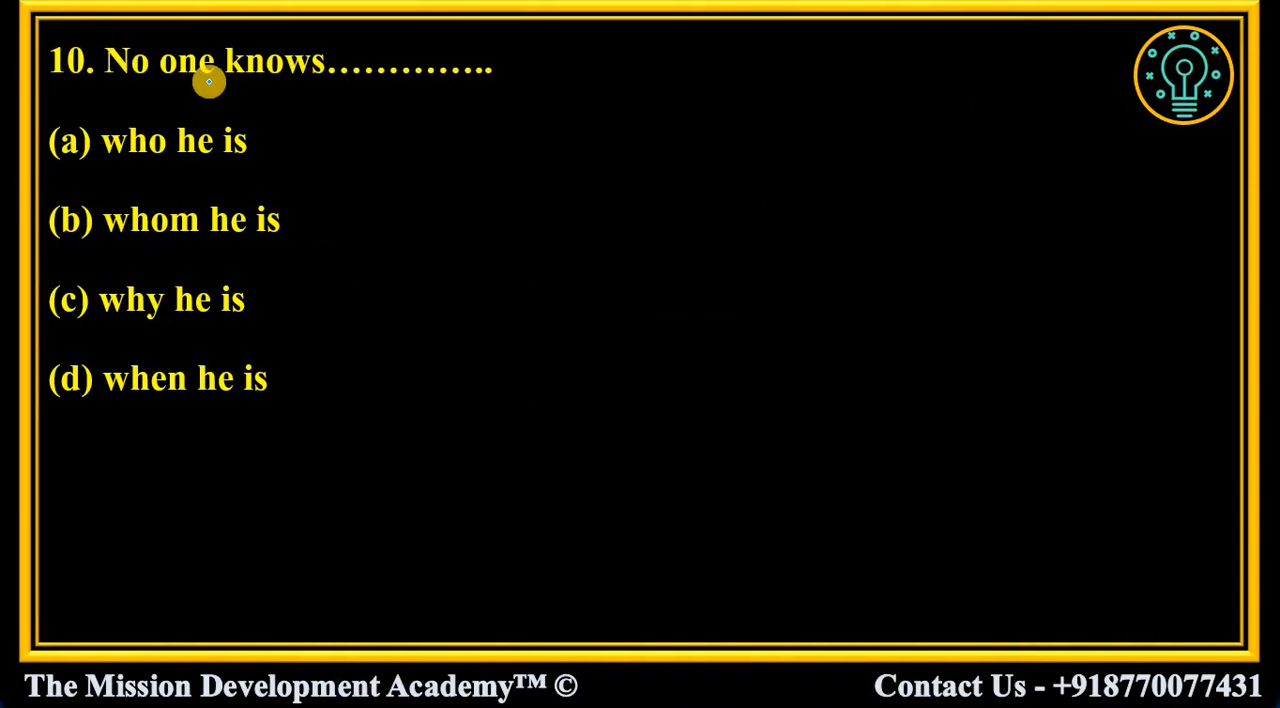 10. No one knows…………..
(a) who he is
(b) whom he is
(c) why he is
(d) when he is
The Mission Development Academy™ ©
Contact Us - +918770077431